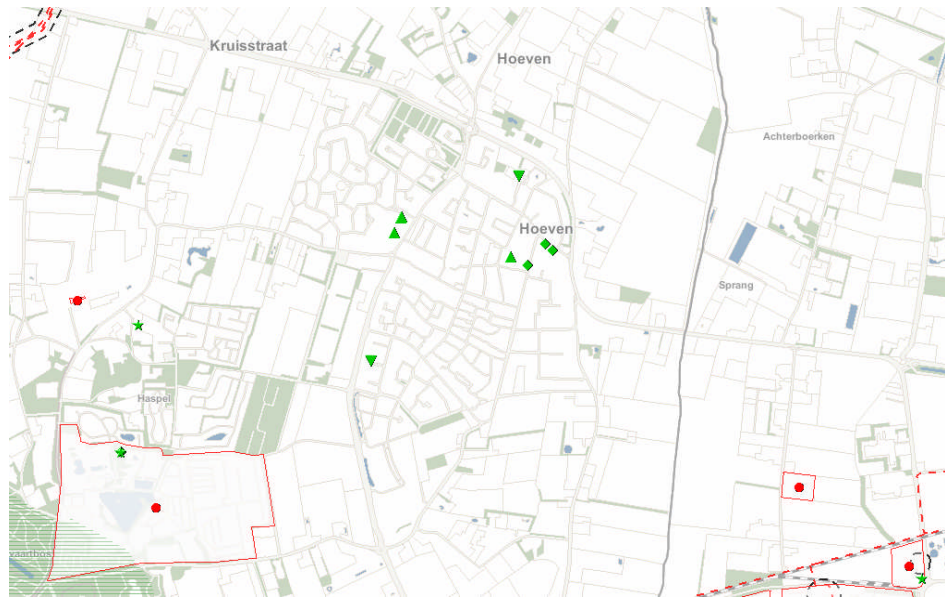 Kruisstraat
Hoeven
Achterboerken
Hoeven
Sprang
Haspel
vaartbos